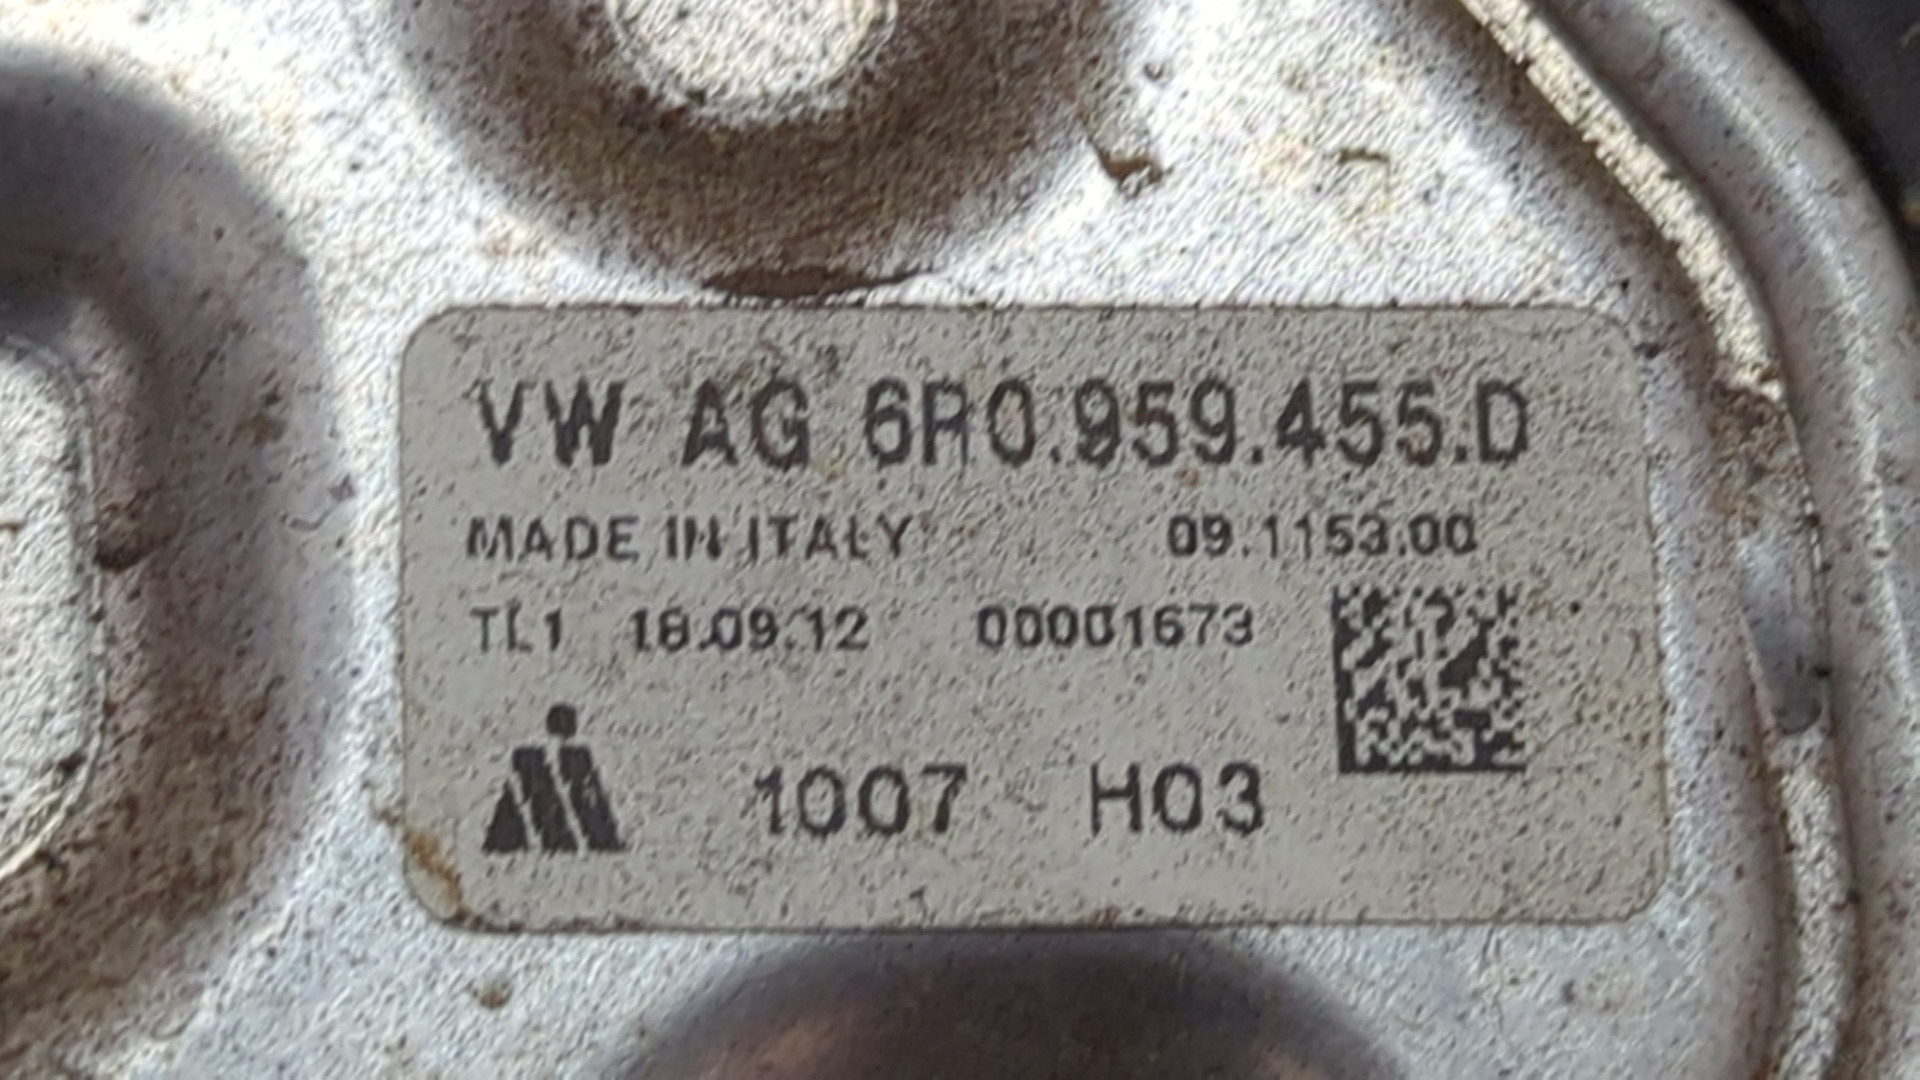 VW AG 6R0.959.455.D
MADE IN ITALY 09.1153.00
TL1 18.09.12 00001673
1007 H03